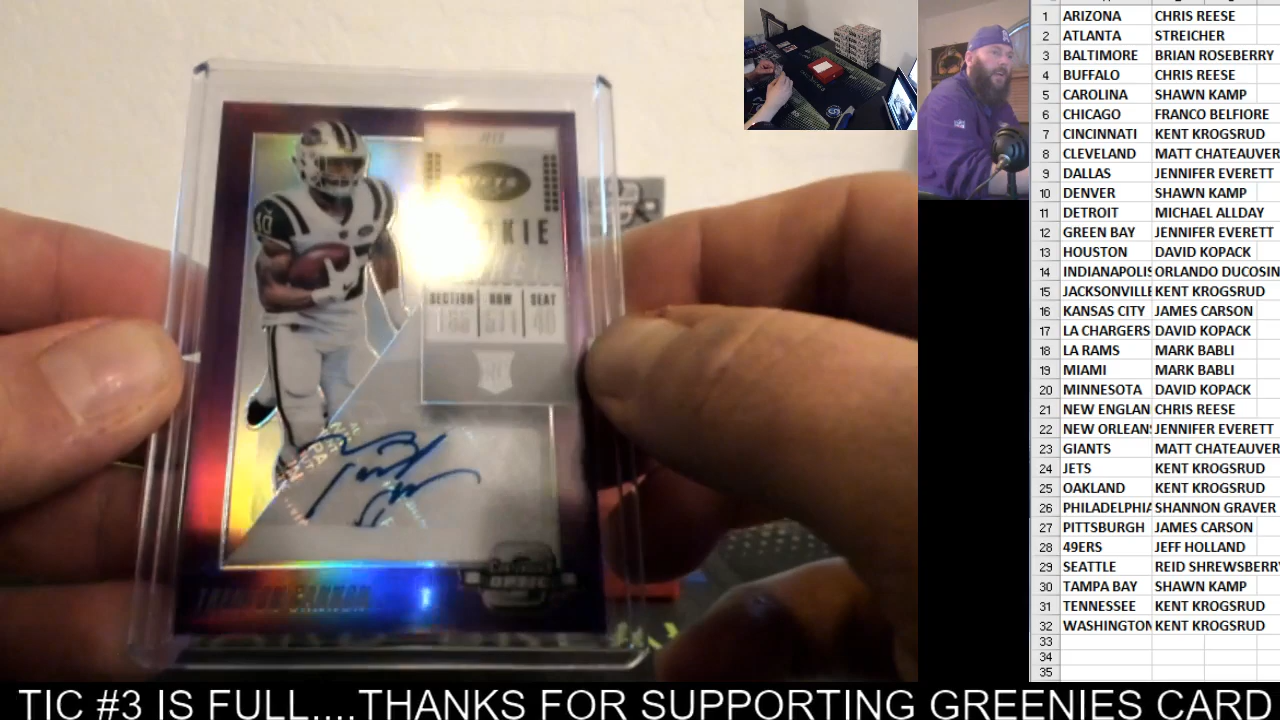 JETS
KIE
SECTION ROW SEAT
10
1 ARIZONA CHRIS REESE
2 ATLANTA STREICHER
3 BALTIMORE BRIAN ROSEBERRY
4 BUFFALO CHRIS REESE
5 CAROLINA SHAWN KAMP
6 CHICAGO FRANCO BELFIORE
7 CINCINNATI KENT KROGSRUD
8 CLEVELAND MATT CHATEAUVER
9 DALLAS JENNIFER EVERETT
10 DENVER SHAWN KAMP
11 DETROIT MICHAEL ALLDAY
12 GREEN BAY JENNIFER EVERETT
13 HOUSTON DAVID KOPACK
14 INDIANAPOLIS ORLANDO DUCOSIN
15 JACKSONVILLE KENT KROGSRUD
16 KANSAS CITY JAMES CARSON
17 LA CHARGERS DAVID KOPACK
18 LA RAMS MARK BABLI
19 MIAMI MARK BABLI
20 MINNESOTA DAVID KOPACK
21 NEW ENGLAN CHRIS REESE
22 NEW ORLEANS JENNIFER EVERETT
23 GIANTS MATT CHATEAUVER
24 JETS KENT KROGSRUD
25 OAKLAND KENT KROGSRUD
26 PHILADELPHIA SHANNON GRAVER
27 PITTSBURGH JAMES CARSON
28 49ERS JEFF HOLLAND
29 SEATTLE REID SHREWSBERRY
30 TAMPA BAY SHAWN KAMP
31 TENNESSEE KENT KROGSRUD
32 WASHINGTON KENT KROGSRUD
33
34
35
TIC #3 IS FULL....THANKS FOR SUPPORTING GREENIES CARD